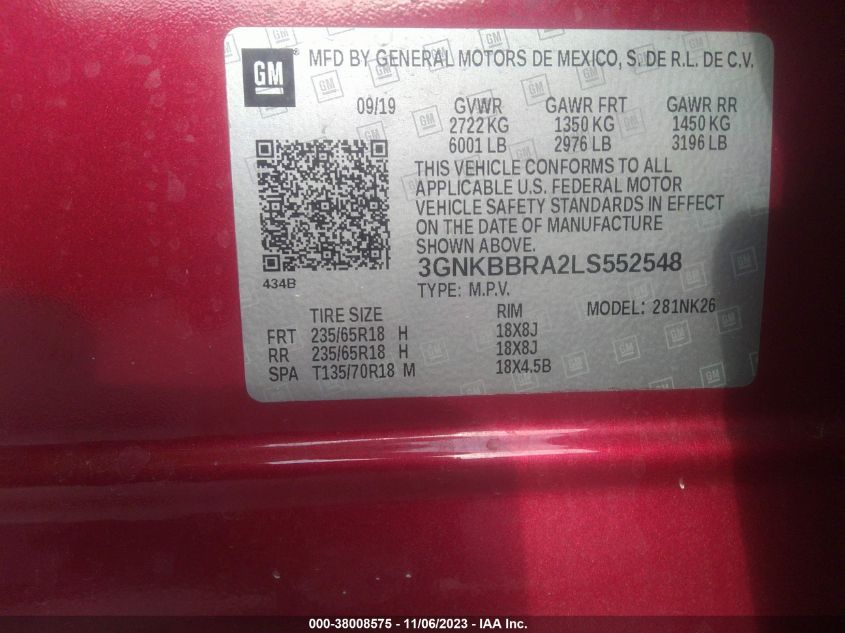 GM
MFD BY GENERAL MOTORS DE MEXICO, S. DE R.L. DE C.V.
09/19 GVWR GAWR FRT GAWR RR
2722 KG 1350 KG 1450 KG
6001 LB 2976 LB 3196 LB
THIS VEHICLE CONFORMS TO ALL
APPLICABLE U.S. FEDERAL MOTOR
VEHICLE SAFETY STANDARDS IN EFFECT
ON THE DATE OF MANUFACTURE
SHOWN ABOVE.
434B
3GNKBBRA2LS552548
TYPE: M.P.V.
MODEL: 281NK26
TIRE SIZE RIM
FRT 235/65R18 H 18X8J
RR 235/65R18 H 18X8J
SPA T135/70R18 M 18X4.5B
000-38008575 - 11/06/2023 - IAA Inc.